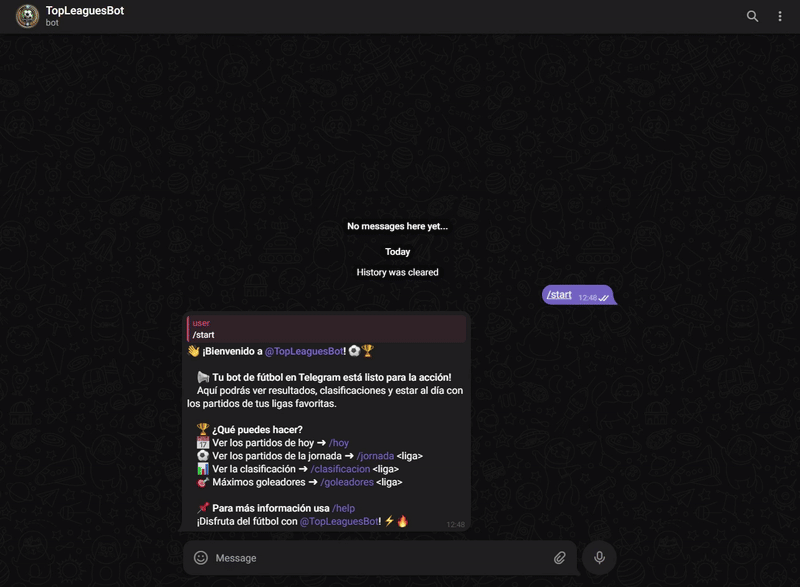 TopLeaguesBot
bot
No messages here yet...
Today
History was cleared
/start 12:48
user
/start
👋 ¡Bienvenido a @TopLeaguesBot! ⚽🏆
📢 Tu bot de fútbol en Telegram está listo para la acción!
Aquí podrás ver resultados, clasificaciones y estar al día con
los partidos de tus ligas favoritas.
🏆 ¿Qué puedes hacer?
📅 Ver los partidos de hoy ➜ /hoy
⚽ Ver los partidos de la jornada ➜ /jornada <liga>
📊 Ver la clasificación ➜ /clasificacion <liga>
🎯 Máximos goleadores ➜ /goleadores <liga>
📌 Para más información usa /help
¡Disfruta del fútbol con @TopLeaguesBot! ⚡🔥 12:48
Message